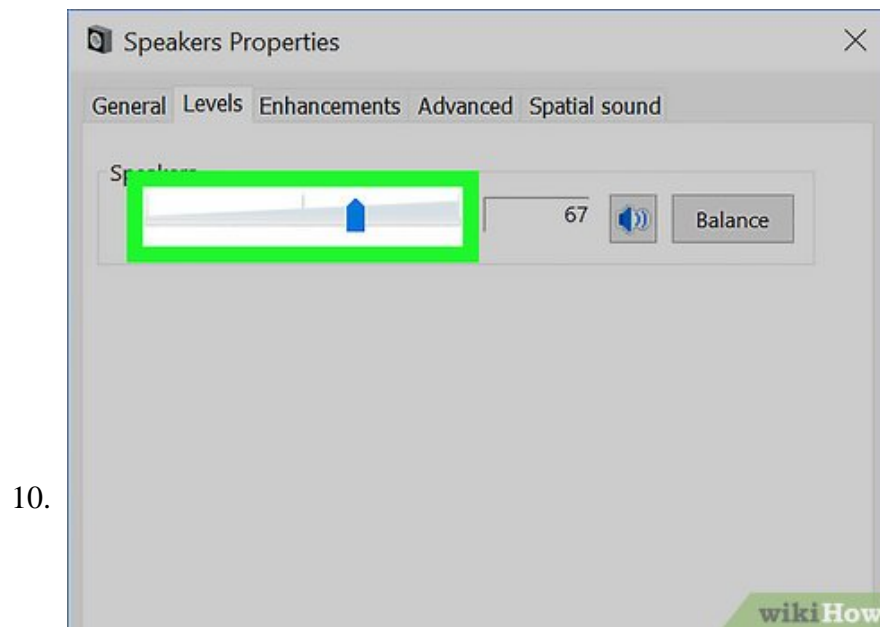 Speakers Properties
General Levels Enhancements Advanced Spatial sound
67 Balance
10.
wikiHow